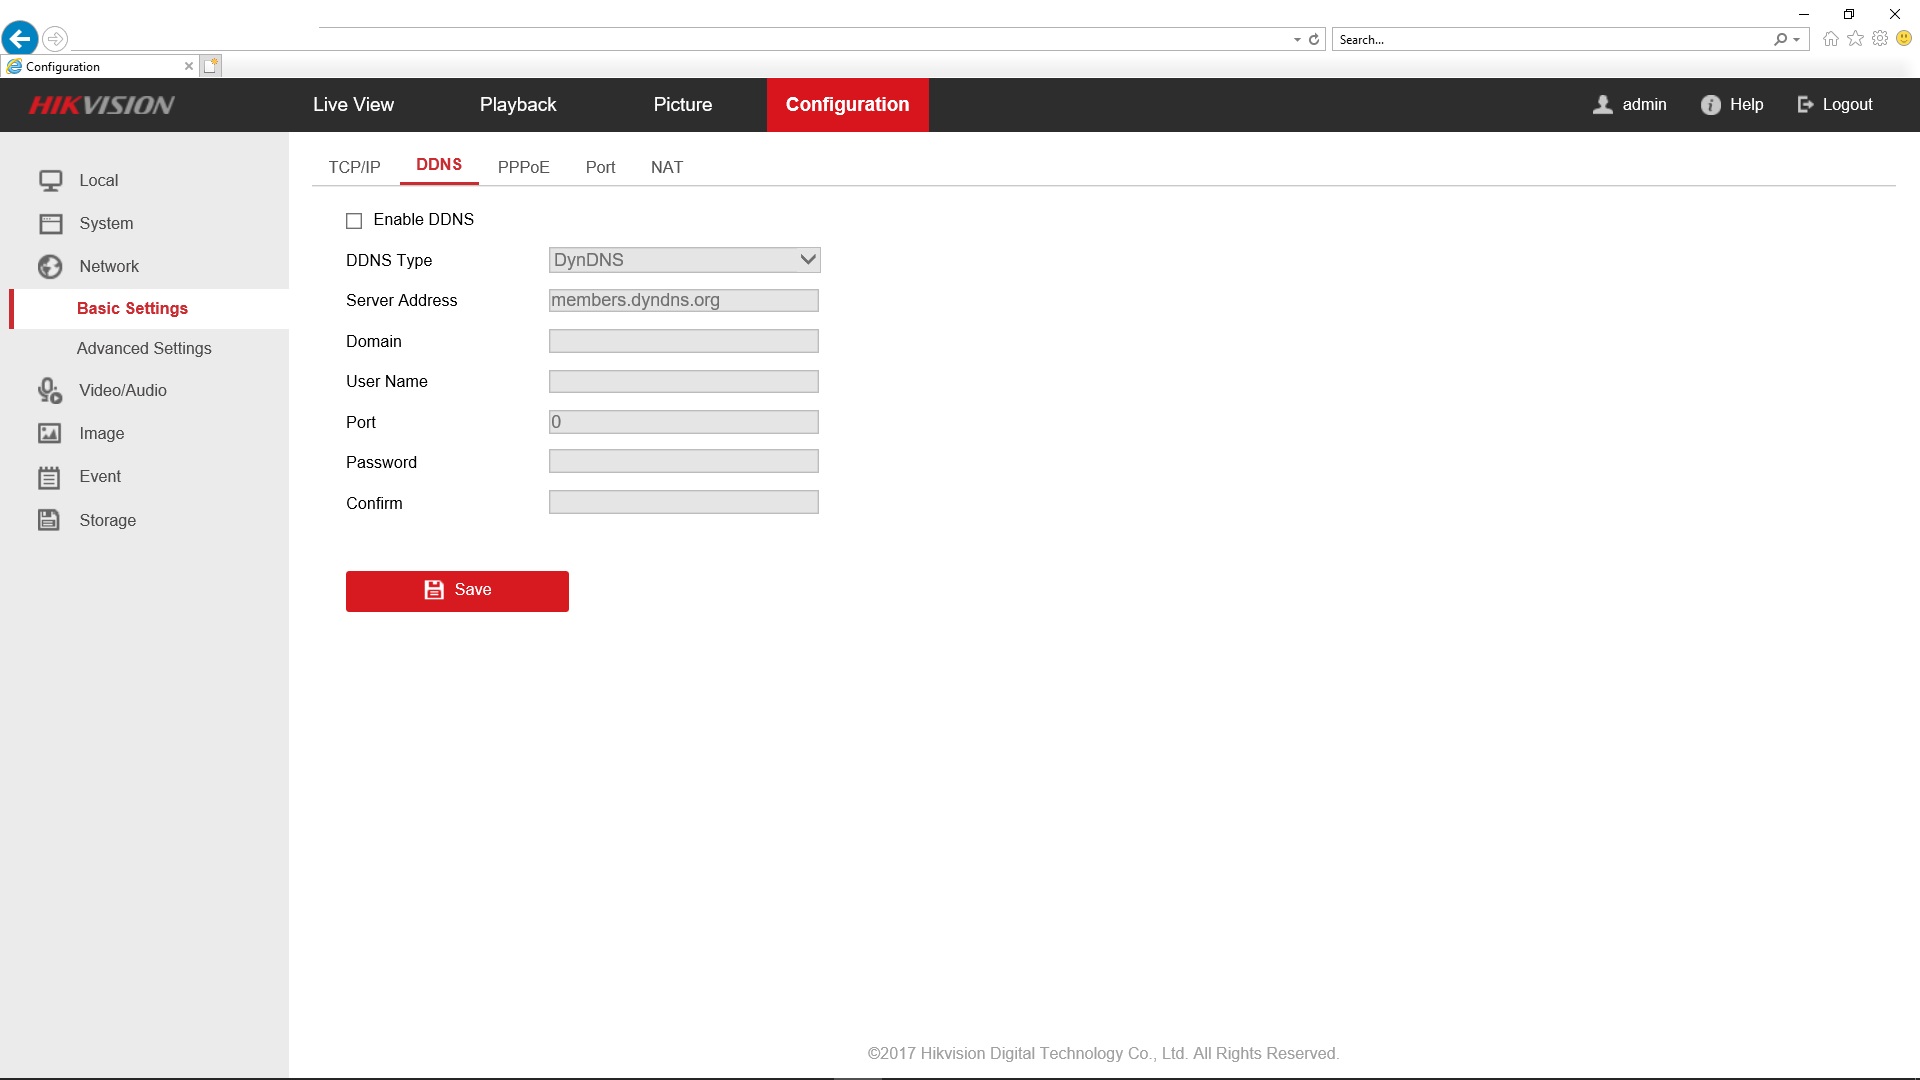 Search...
Configuration
HIKVISION
Live View
Playback
Picture
Configuration
admin
Help
Logout
Local
System
Network
Basic Settings
Advanced Settings
Video/Audio
Image
Event
Storage
TCP/IP
DDNS
PPPoE
Port
NAT
Enable DDNS
DDNS Type
DynDNS
Server Address
members.dyndns.org
Domain
User Name
Port
0
Password
Confirm
Save
©2017 Hikvision Digital Technology Co., Ltd. All Rights Reserved.